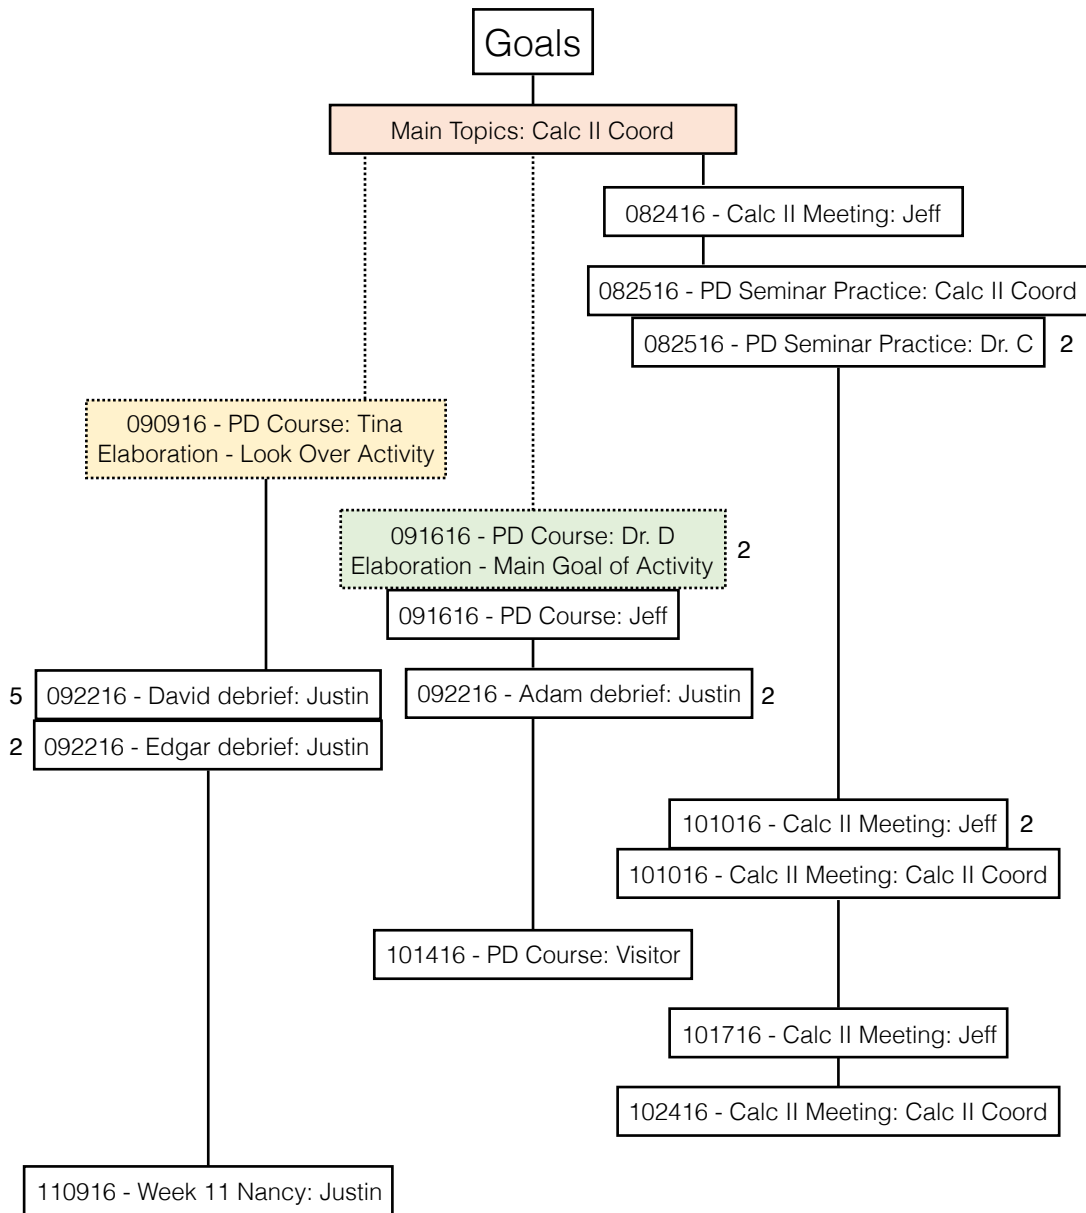 Goals
Main Topics: Calc II Coord
082416 - Calc II Meeting: Jeff
082516 - PD Seminar Practice: Calc II Coord
082516 - PD Seminar Practice: Dr. C 2
090916 - PD Course: Tina
Elaboration - Look Over Activity
091616 - PD Course: Dr. D
Elaboration - Main Goal of Activity
2
091616 - PD Course: Jeff
5 092216 - David debrief: Justin
092216 - Adam debrief: Justin 2
2 092216 - Edgar debrief: Justin
101016 - Calc II Meeting: Jeff 2
101016 - Calc II Meeting: Calc II Coord
101416 - PD Course: Visitor
101716 - Calc II Meeting: Jeff
102416 - Calc II Meeting: Calc II Coord
110916 - Week 11 Nancy: Justin